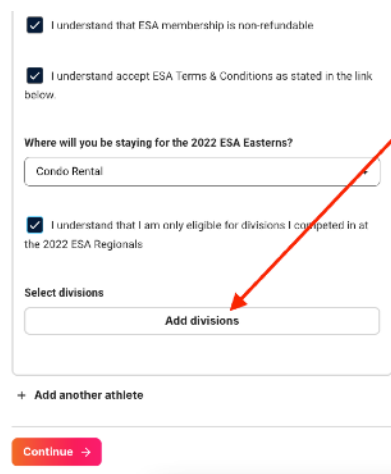 I understand that ESA membership is non-refundable
I understand accept ESA Terms & Conditions as stated in the link
below.
Where will you be staying for the 2022 ESA Easterns?
Condo Rental
I understand that I am only eligible for divisions I competed in at
the 2022 ESA Regionals
Select divisions
Add divisions
+ Add another athlete
Continue →